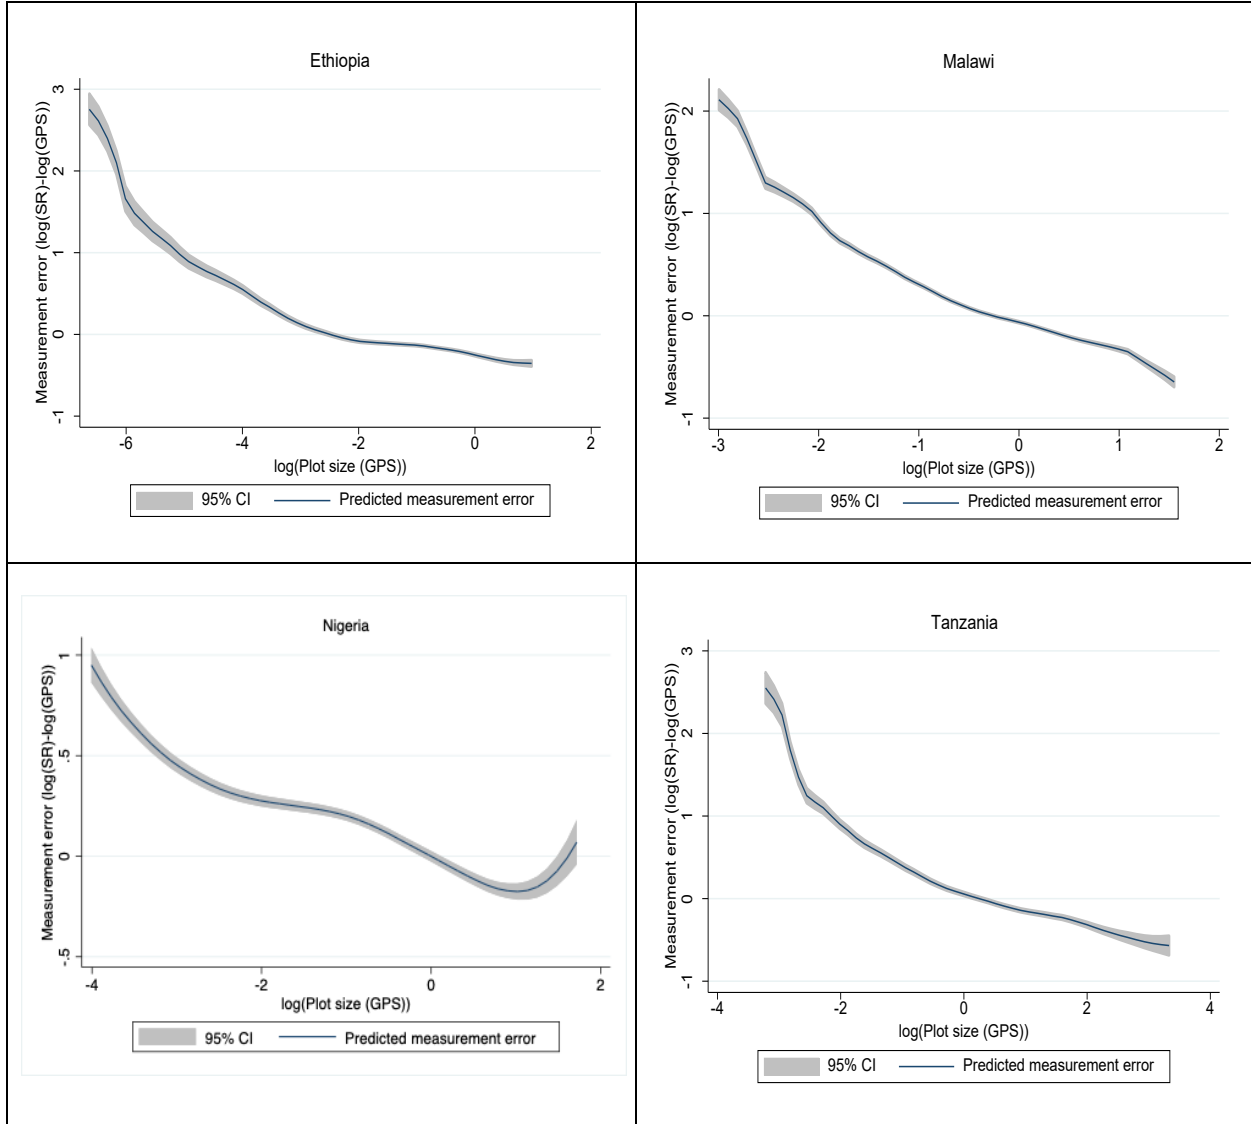 Ethiopia
Measurement error (log(SR)-log(GPS))
3
2
1
0
-1
-6
-4
-2
0
2
log(Plot size (GPS))
95% CI
Predicted measurement error
Malawi
Measurement error (log(SR)-log(GPS))
2
1
0
-1
-3
-2
-1
0
1
2
log(Plot size (GPS))
95% CI
Predicted measurement error
Nigeria
Measurement error (log(SR)-log(GPS))
1
.5
0
-.5
-4
-2
0
2
log(Plot size (GPS))
95% CI
Predicted measurement error
Tanzania
Measurement error (log(SR)-log(GPS))
3
2
1
0
-1
-4
-2
0
2
4
log(Plot size (GPS))
95% CI
Predicted measurement error